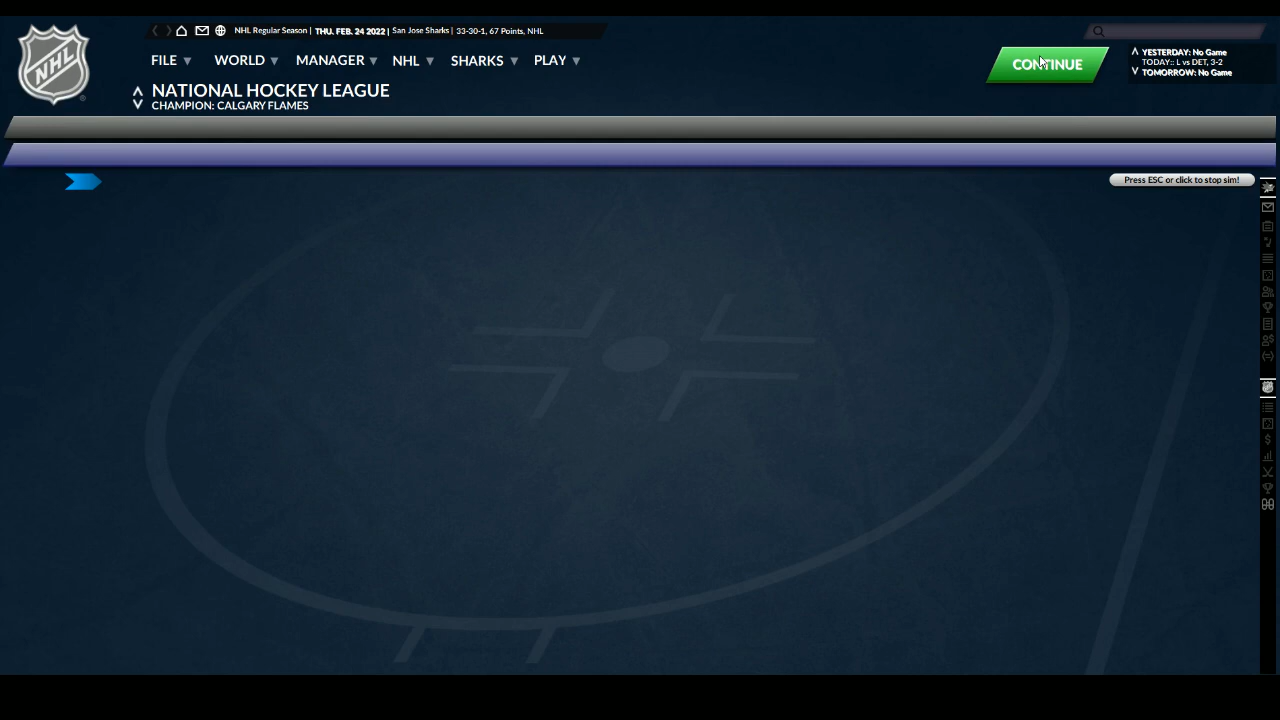 NHL Regular Season | THU. FEB. 24 2022 | San Jose Sharks | 33-30-1, 67 Points, NHL
NHL
FILE WORLD MANAGER NHL SHARKS PLAY
CONTINUE
YESTERDAY: No Game
TODAY:: L vs DET, 3-2
TOMORROW: No Game
NATIONAL HOCKEY LEAGUE
CHAMPION: CALGARY FLAMES
Press ESC or click to stop sim!